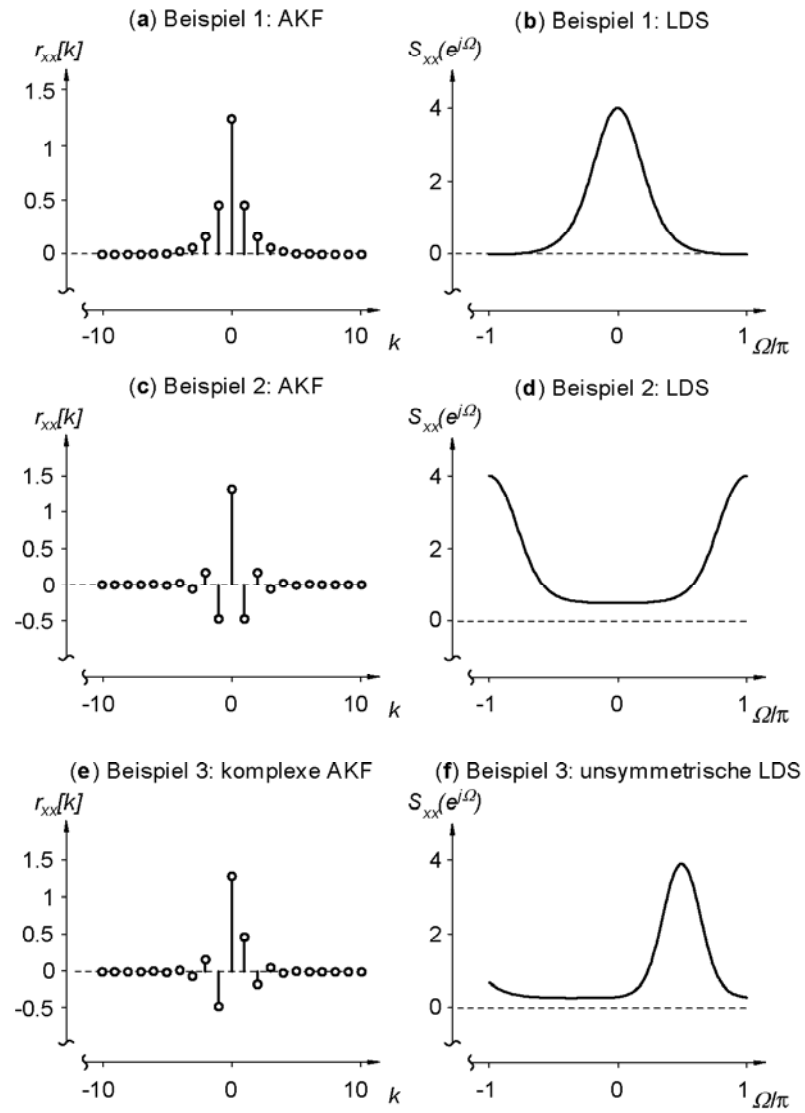 (a) Beispiel 1: AKF
r_xx[k]
1.5
1
0.5
0
-10 0 10 k
(b) Beispiel 1: LDS
S_xx(e^jΩ)
4
2
0
-1 0 1 Ω/π
(c) Beispiel 2: AKF
r_xx[k]
1.5
1
0.5
0
-0.5
-10 0 10 k
(d) Beispiel 2: LDS
S_xx(e^jΩ)
4
2
0
-1 0 1 Ω/π
(e) Beispiel 3: komplexe AKF
r_xx[k]
1.5
1
0.5
0
-0.5
-10 0 10 k
(f) Beispiel 3: unsymmetrische LDS
S_xx(e^jΩ)
4
2
0
-1 0 1 Ω/π